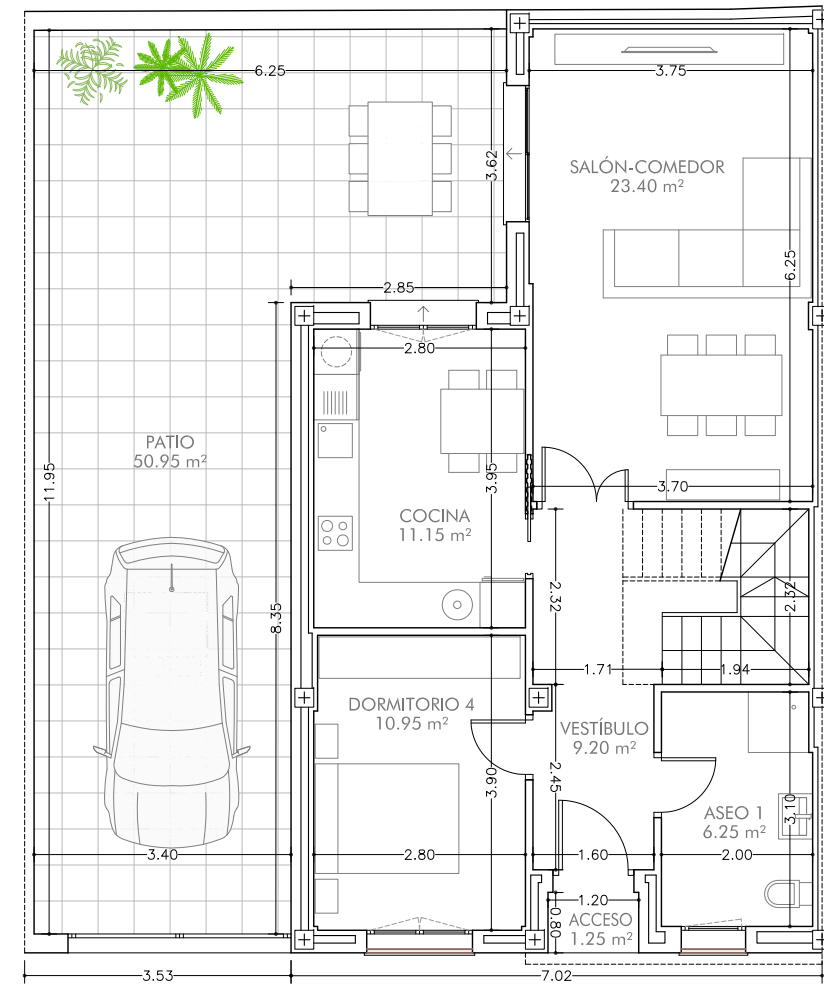 6.25
3.75
3.62
SALÓN-COMEDOR
23.40 m²
6.25
2.85
2.80
PATIO
50.95 m²
11.95
3.95
3.70
COCINA
11.15 m²
8.35
2.32
2.32
1.71
1.94
DORMITORIO 4
10.95 m²
VESTÍBULO
9.20 m²
2.45
3.90
3.10
ASEO 1
6.25 m²
3.40
2.80
1.60
2.00
1.20
0.80
ACCESO
1.25 m²
3.53
7.02